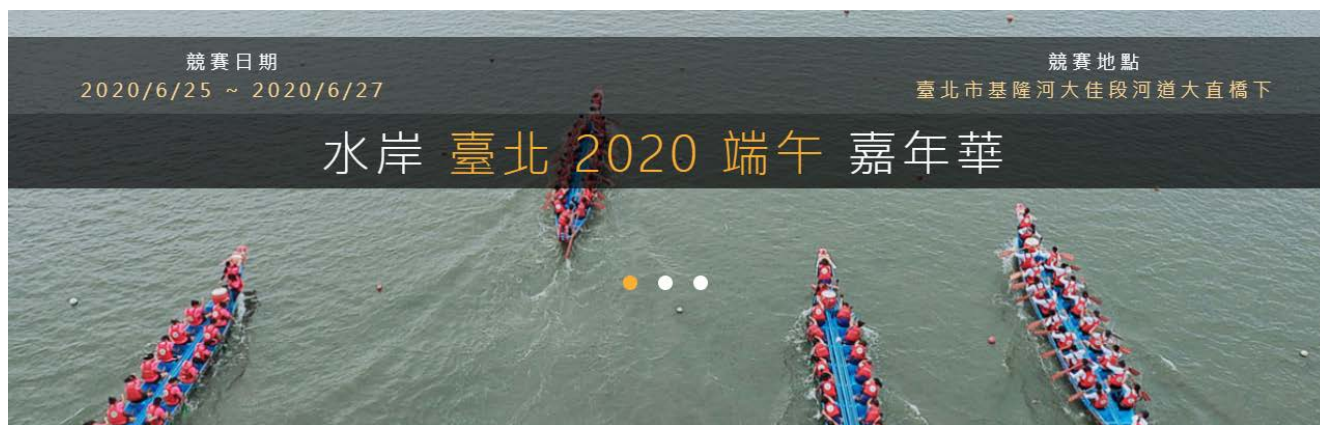 競賽日期
2020/6/25 ~ 2020/6/27
競賽地點
臺北市基隆河大佳段河道大直橋下
水岸 臺北 2020 端午 嘉年華